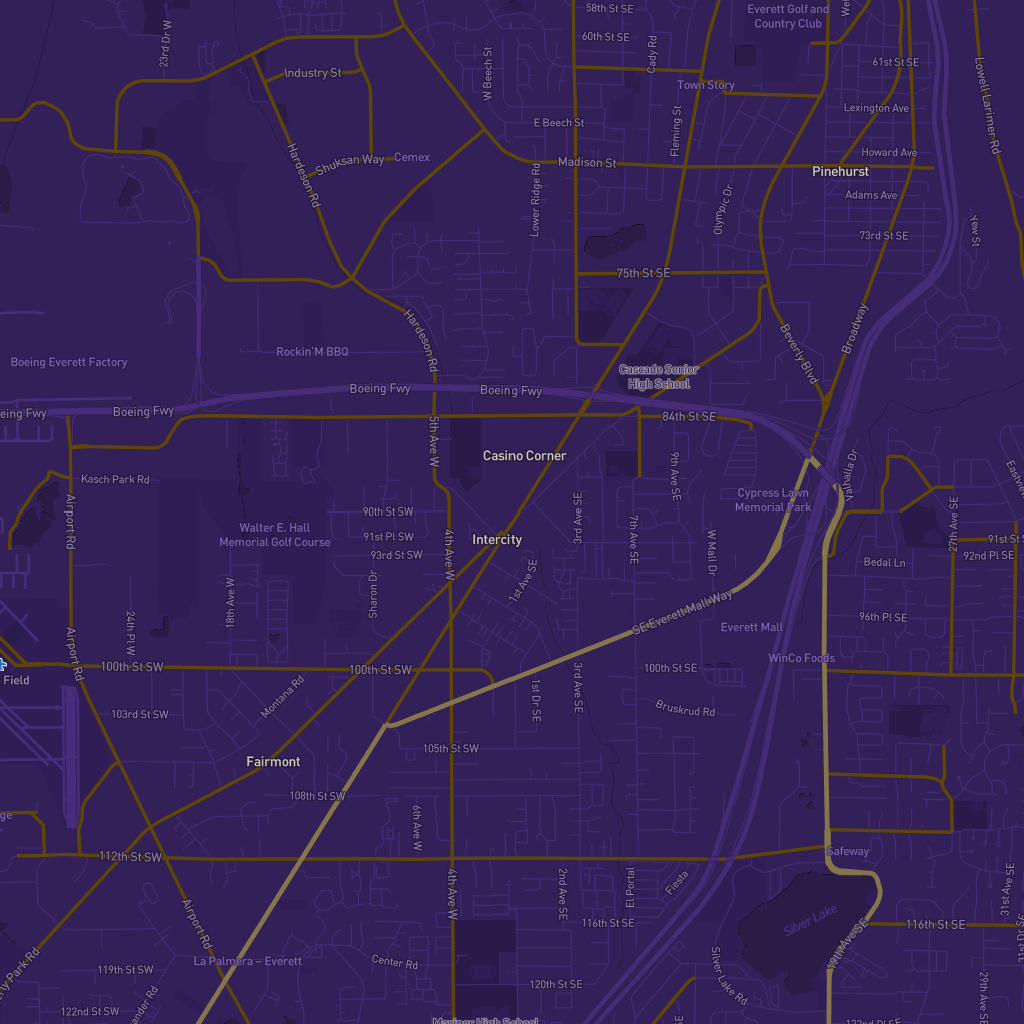 58th St SE
Everett Golf and
Country Club
23rd Dr W
60th St SE
Cady Rd
W Beech St
61st St SE
Industry St
Town Story
Lowell Larimer Rd
Lexington Ave
E Beech St
Fleming St
Hardeson Rd
Shuksan Way
Cemex
Madison St
Howard Ave
Pinehurst
Lower Ridge Rd
Olympic Dr
Adams Ave
73rd St SE
Yew St
75th St SE
Hardeson Rd
Beverly Blvd
Broadway
Rockin'M BBQ
Boeing Everett Factory
Cascade Senior
High School
Boeing Fwy
Boeing Fwy
Boeing Fwy
Boeing Fwy
84th St SE
5th Ave W
Casino Corner
Kasch Park Rd
9th Ave SE
Valhalla Dr
Cypress Lawn
Memorial Park
Airport Rd
90th St SW
3rd Ave SE
7th Ave SE
27th Ave SE
Walter E. Hall
Memorial Golf Course
91st Pl SW
Intercity
91st St S
93rd St SW
4th Ave W
W Mall Dr
92nd Pl SE
Bedal Ln
1st Ave SE
Sharon Dr
18th Ave W
24th Pl W
SE Everett Mall Way
96th Pl SE
Everett Mall
Airport Rd
WinCo Foods
100th St SW
100th St SW
100th St SE
Field
1st Dr SE
3rd Ave SE
Montana Rd
103rd St SW
Bruskrud Rd
105th St SW
Fairmont
108th St SW
6th Ave W
112th St SW
Safeway
4th Ave W
2nd Ave SE
El Portal
Fiesta
31st Ave SE
Airport Rd
116th St SE
Silver Lake
19th Ave SE
116th St SE
La Palmera – Everett
Center Rd
119th St SW
Silver Lake Rd
120th St SE
29th Ave SE
122nd St SW
122nd Pl SE
Mariner High School